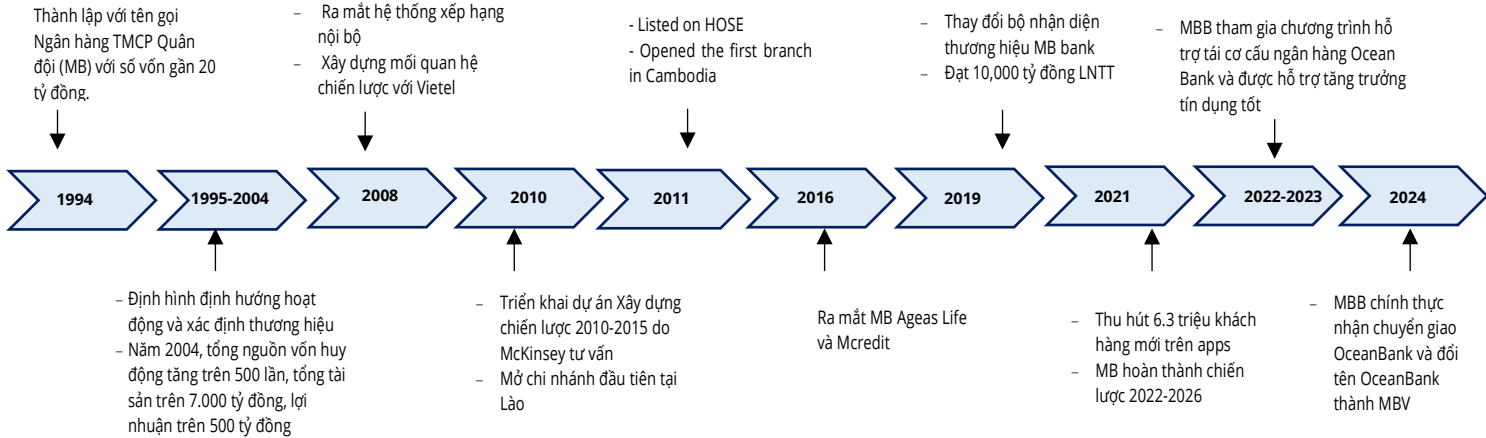 Thành lập với tên gọi
Ngân hàng TMCP Quân
đội (MB) với số vốn gần 20
tỷ đồng.
– Ra mắt hệ thống xếp hạng
nội bộ
– Xây dựng mối quan hệ
chiến lược với Vietel
- Listed on HOSE
- Opened the first branch
in Cambodia
– Thay đổi bộ nhận diện
thương hiệu MB bank
– Đạt 10,000 tỷ đồng LNTT
– MBB tham gia chương trình hỗ
trợ tái cơ cấu ngân hàng Ocean
Bank và được hỗ trợ tăng trưởng
tín dụng tốt
1994
1995-2004
2008
2010
2011
2016
2019
2021
2022-2023
2024
– Định hình định hướng hoạt
động và xác định thương hiệu
– Năm 2004, tổng nguồn vốn huy
động tăng trên 500 lần, tổng tài
sản trên 7.000 tỷ đồng, lợi
nhuận trên 500 tỷ đồng
– Triển khai dự án Xây dựng
chiến lược 2010-2015 do
McKinsey tư vấn
– Mở chi nhánh đầu tiên tại
Lào
Ra mắt MB Ageas Life
và Mcredit
– Thu hút 6.3 triệu khách
hàng mới trên apps
– MB hoàn thành chiến
lược 2022-2026
– MBB chính thực
nhận chuyển giao
OceanBank và đổi
tên OceanBank
thành MBV